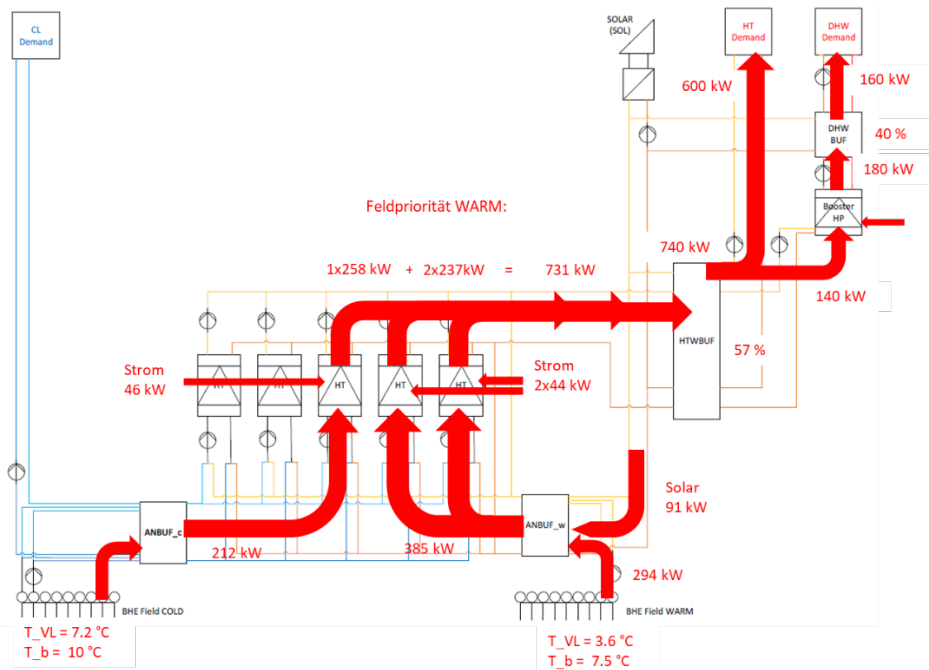 CL
Demand
SOLAR
(SOL)
HT
Demand
DHW
Demand
600 kW
160 kW
DHW
BUF
40 %
180 kW
Feldpriorität WARM:
Booster
HP
740 kW
1x258 kW + 2x237kW = 731 kW
140 kW
HTWBUF
57 %
Strom
46 kW
HT
HT
HT
HT
HT
Strom
2x44 kW
Solar
91 kW
ANBUF_c
ANBUF_w
212 kW
385 kW
294 kW
BHE Field COLD
BHE Field WARM
T_VL = 7.2 °C
T_b = 10 °C
T_VL = 3.6 °C
T_b = 7.5 °C